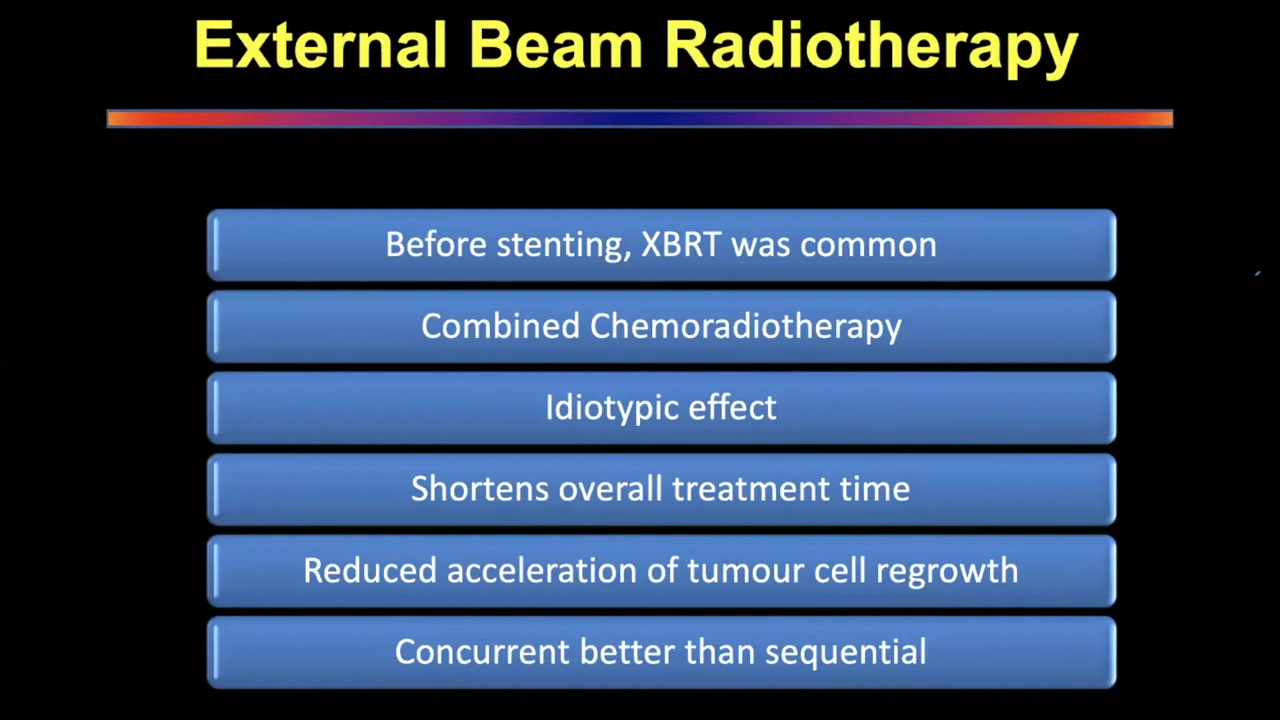 External Beam Radiotherapy
Before stenting, XBRT was common
Combined Chemoradiotherapy
Idiotypic effect
Shortens overall treatment time
Reduced acceleration of tumour cell regrowth
Concurrent better than sequential